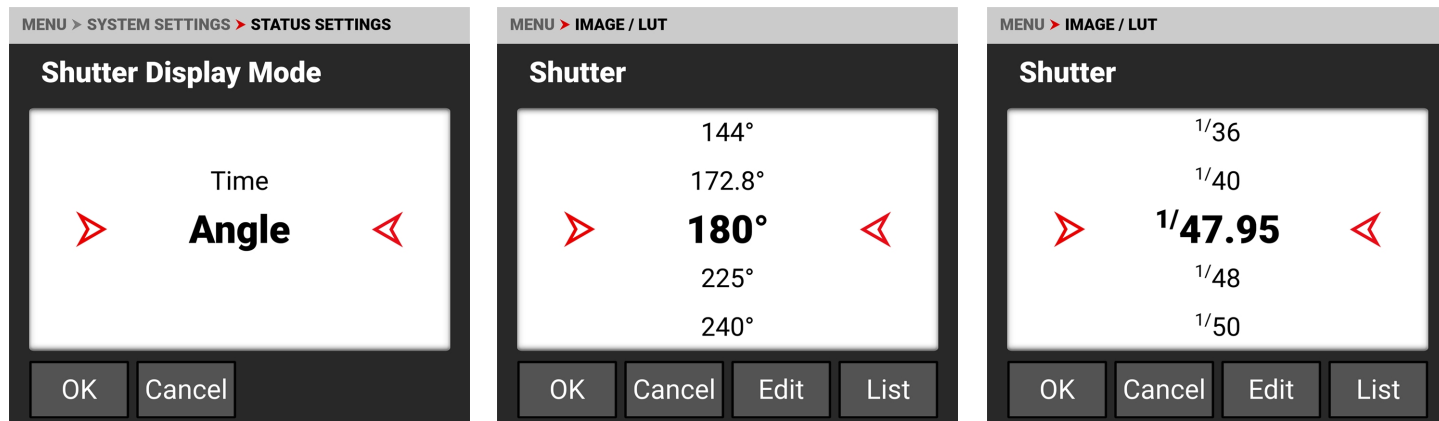 MENU > SYSTEM SETTINGS > STATUS SETTINGS
Shutter Display Mode
Time
Angle
OK
Cancel
MENU > IMAGE / LUT
Shutter
144°
172.8°
180°
225°
240°
OK
Cancel
Edit
List
MENU > IMAGE / LUT
Shutter
1/36
1/40
1/47.95
1/48
1/50
OK
Cancel
Edit
List